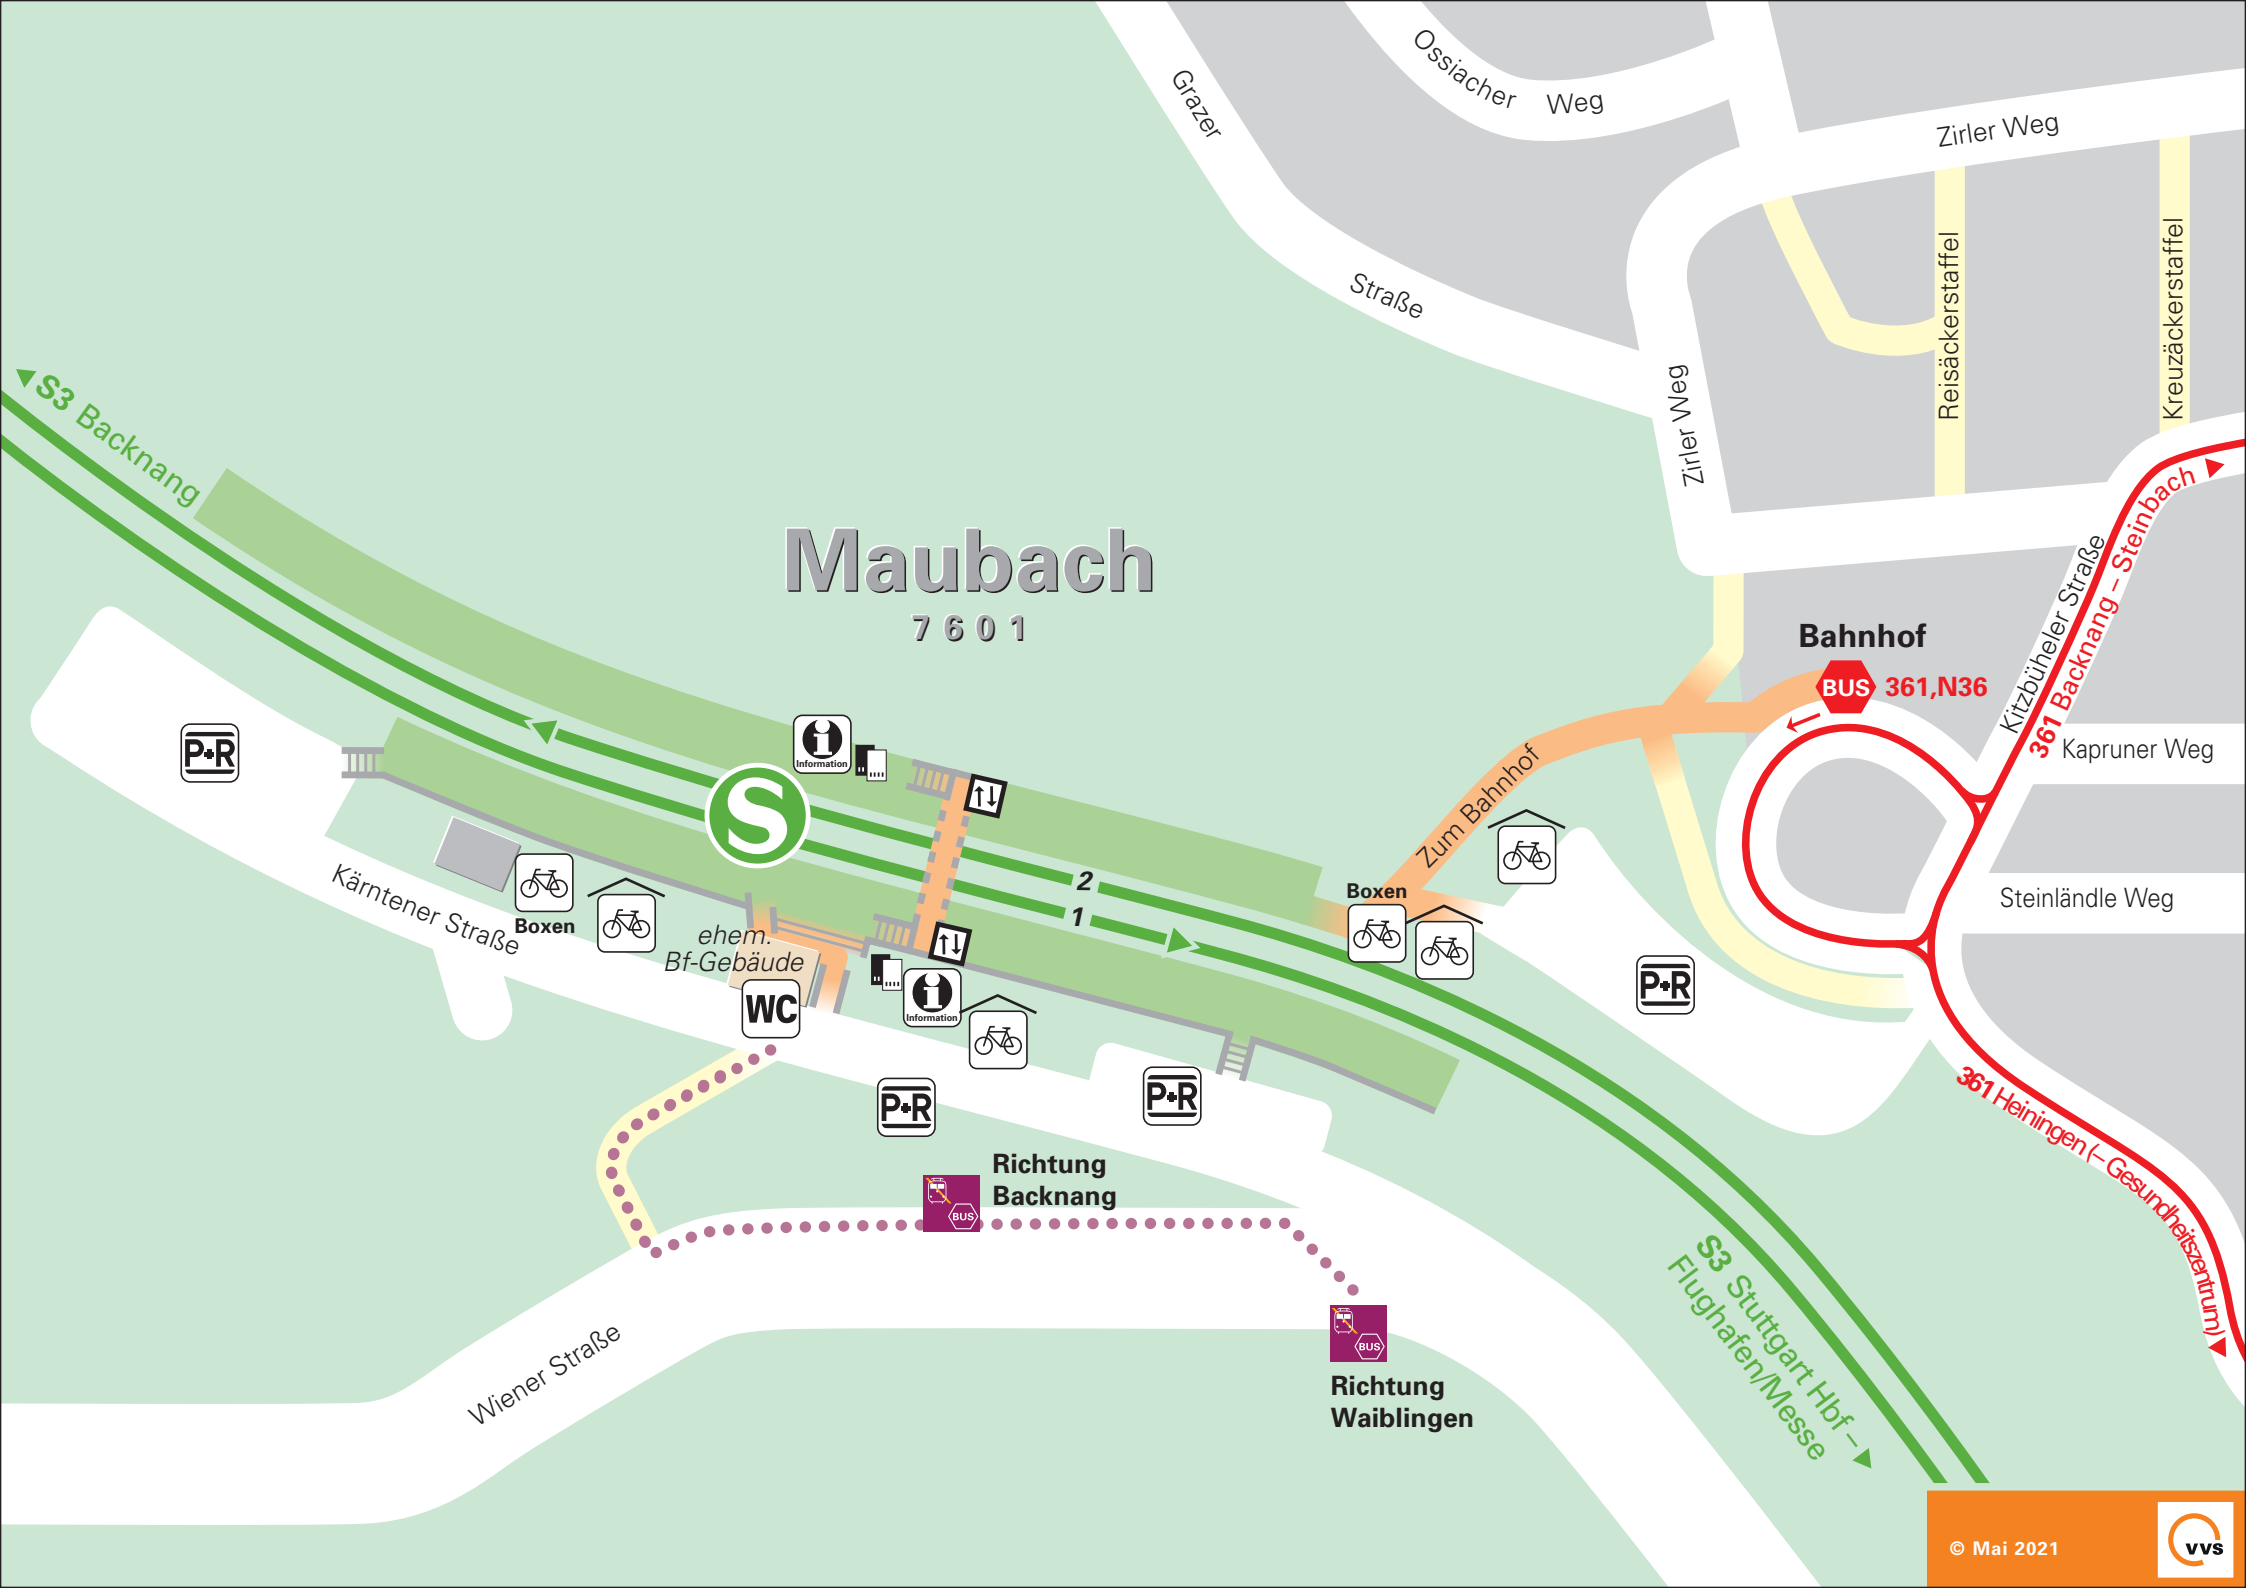 Ossiacher Weg
Grazer
Straße
Zirler Weg
Reisäckerstaffel
Kreuzäckerstaffel
Zirler Weg
S3 Backnang
Maubach
7601
Kitzbüheler Straße
361 Backnang – Steinbach
Bahnhof
BUS 361,N36
Kapruner Weg
P+R
i
Information
S
Zum Bahnhof
2
1
Boxen
Kärntener Straße
Boxen
Steinländle Weg
ehem.
Bf-Gebäude
WC
i
Information
P+R
P+R
P+R
361 Heiningen (– Gesundheitszentrum)
Richtung
Backnang
BUS
S3 Stuttgart Hbf –
Flughafen/Messe
BUS
Richtung
Waiblingen
Wiener Straße
© Mai 2021
VVS